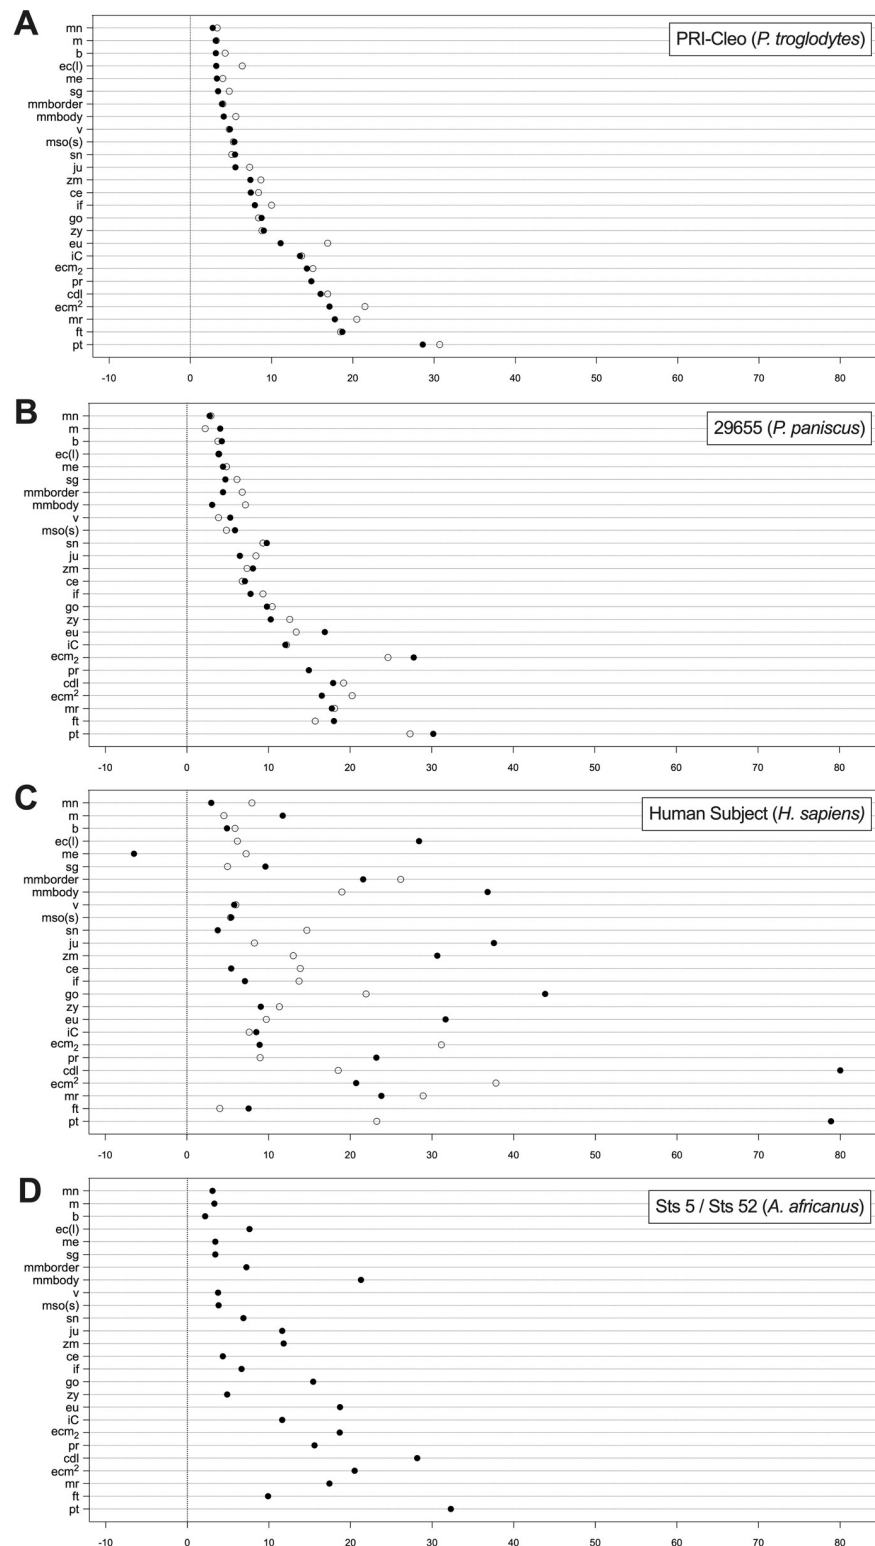 A
PRI-Cleo (P. troglodytes)
mn
m
b
ec(l)
me
sg
mmborder
mmbody
v
mso(s)
sn
ju
zm
ce
if
go
zy
eu
iC
ecm₂
pr
cdl
ecm²
mr
ft
pt
-10 0 10 20 30 40 50 60 70 80
B
29655 (P. paniscus)
mn
m
b
ec(l)
me
sg
mmborder
mmbody
v
mso(s)
sn
ju
zm
ce
if
go
zy
eu
iC
ecm₂
pr
cdl
ecm²
mr
ft
pt
-10 0 10 20 30 40 50 60 70 80
C
Human Subject (H. sapiens)
mn
m
b
ec(l)
me
sg
mmborder
mmbody
v
mso(s)
sn
ju
zm
ce
if
go
zy
eu
iC
ecm₂
pr
cdl
ecm²
mr
ft
pt
-10 0 10 20 30 40 50 60 70 80
D
Sts 5 / Sts 52 (A. africanus)
mn
m
b
ec(l)
me
sg
mmborder
mmbody
v
mso(s)
sn
ju
zm
ce
if
go
zy
eu
iC
ecm₂
pr
cdl
ecm²
mr
ft
pt
-10 0 10 20 30 40 50 60 70 80